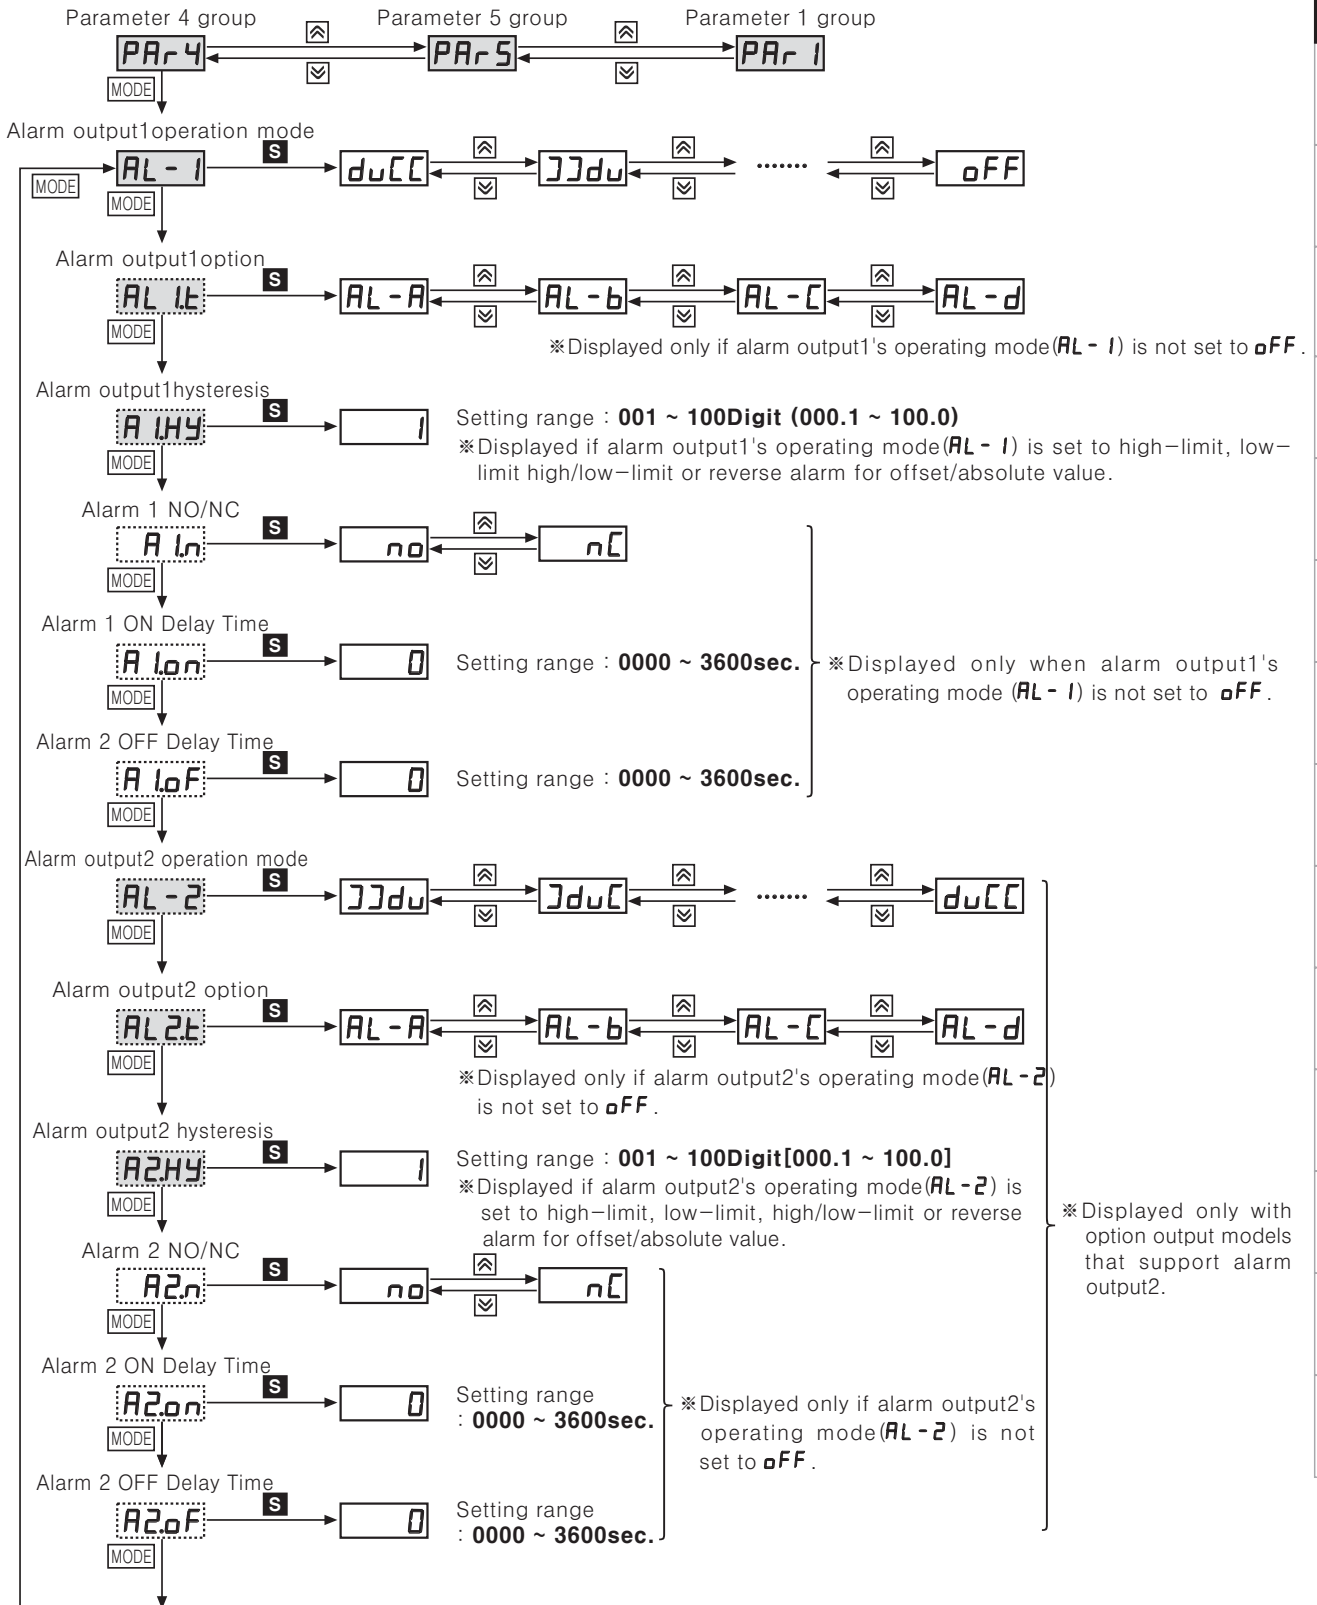 Parameter 4 group Parameter 5 group Parameter 1 group
PAr4 PAr5 PAr1
MODE
Alarm output1operation mode
AL-1 S duCC CCdu ....... oFF
MODE
MODE
Alarm output1option
AL1.t S AL-A AL-b AL-C AL-d
MODE
※Displayed only if alarm output1's operating mode(AL-1) is not set to oFF.
Alarm output1hysteresis
A1.HY S 1 Setting range : 001 ~ 100Digit (000.1 ~ 100.0)
MODE
※Displayed if alarm output1's operating mode(AL-1) is set to high-limit, low-
limit high/low-limit or reverse alarm for offset/absolute value.
Alarm 1 NO/NC
A1.n S no nC
MODE
Alarm 1 ON Delay Time
A1.on S 0 Setting range : 0000 ~ 3600sec.
MODE
※Displayed only when alarm output1's
operating mode (AL-1) is not set to oFF.
Alarm 2 OFF Delay Time
A1.oF S 0 Setting range : 0000 ~ 3600sec.
MODE
Alarm output2 operation mode
AL-2 S ]]du ]duC ....... duCC
MODE
Alarm output2 option
AL2.t S AL-A AL-b AL-C AL-d
MODE
※Displayed only if alarm output2's operating mode(AL-2)
is not set to oFF.
Alarm output2 hysteresis
A2.HY S 1 Setting range : 001 ~ 100Digit[000.1 ~ 100.0]
MODE
※Displayed if alarm output2's operating mode(AL-2) is
set to high-limit, low-limit, high/low-limit or reverse
alarm for offset/absolute value.
※Displayed only with
option output models
that support alarm
output2.
Alarm 2 NO/NC
A2.n S no nC
MODE
Alarm 2 ON Delay Time
A2.on S 0 Setting range
: 0000 ~ 3600sec.
MODE
※Displayed only if alarm output2's
operating mode(AL-2) is not
set to oFF.
Alarm 2 OFF Delay Time
A2.oF S 0 Setting range
: 0000 ~ 3600sec.
MODE